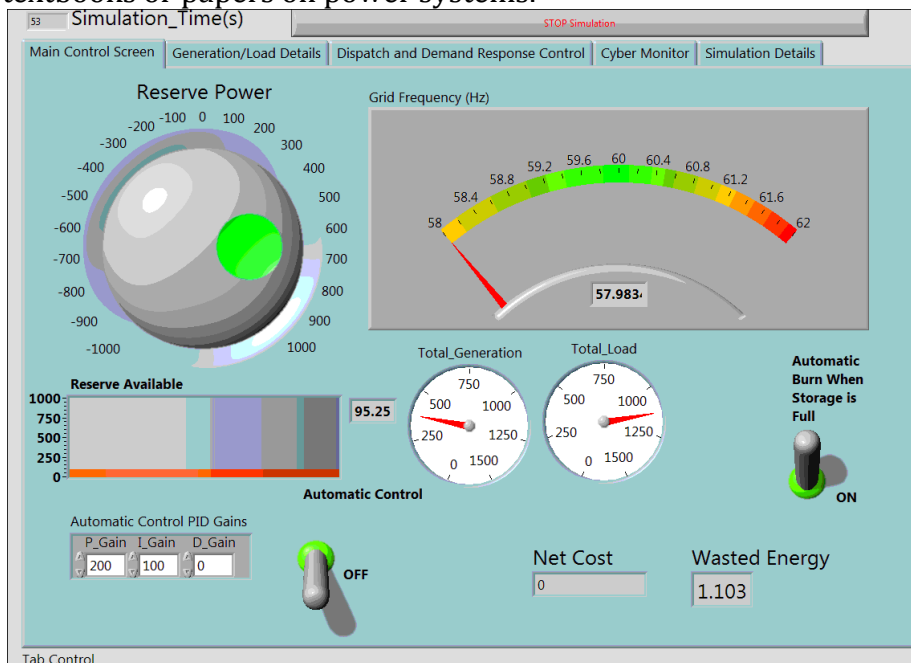 textbooks or papers on power systems.
53 Simulation_Time(s) STOP Simulation
Main Control Screen Generation/Load Details Dispatch and Demand Response Control Cyber Monitor Simulation Details
Reserve Power
-1000 -900 -800 -700 -600 -500 -400 -300 -200 -100 0 100 200 300 400 500 600 700 800 900 1000
Grid Frequency (Hz)
58 58.4 58.8 59.2 59.6 60 60.4 60.8 61.2 61.6 62
57.983
Reserve Available
1000
750
500
250
0
95.25
Total_Generation
0 250 500 750 1000 1250 1500
Total_Load
0 250 500 750 1000 1250 1500
Automatic
Burn When
Storage is
Full
ON
Automatic Control
OFF
Automatic Control PID Gains
P_Gain I_Gain D_Gain
200 100 0
Net Cost
0
Wasted Energy
1.103
Tab Control